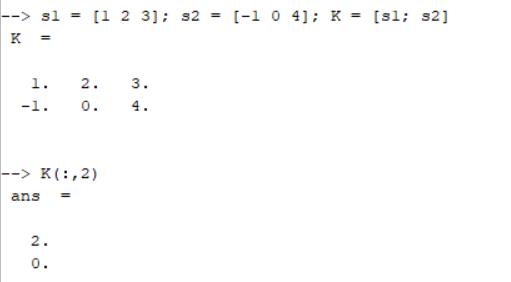 --> s1 = [1 2 3]; s2 = [-1 0 4]; K = [s1; s2]
K =
1. 2. 3.
-1. 0. 4.
--> K(:,2)
ans =
2.
0.